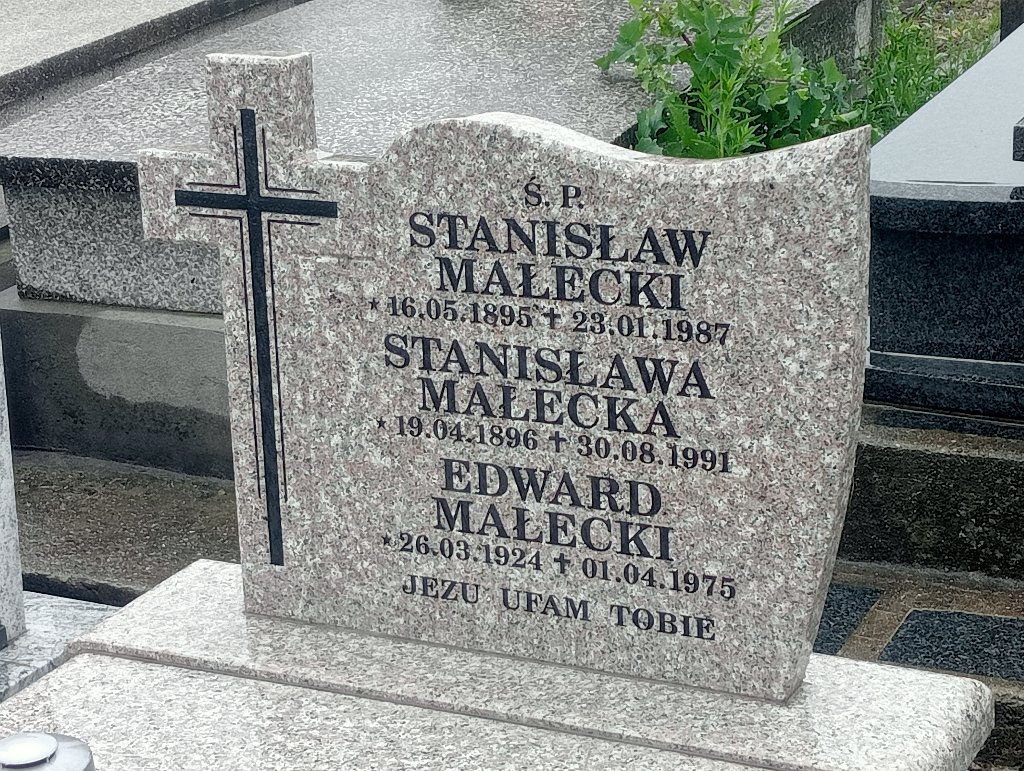 Ś. P.
STANISŁAW
MAŁECKI
* 16.05.1895 ✝ 23.01.1987
STANISŁAWA
MAŁECKA
* 19.04.1896 ✝ 30.08.1991
EDWARD
MAŁECKI
* 26.03.1924 ✝ 01.04.1975
JEZU UFAM TOBIE